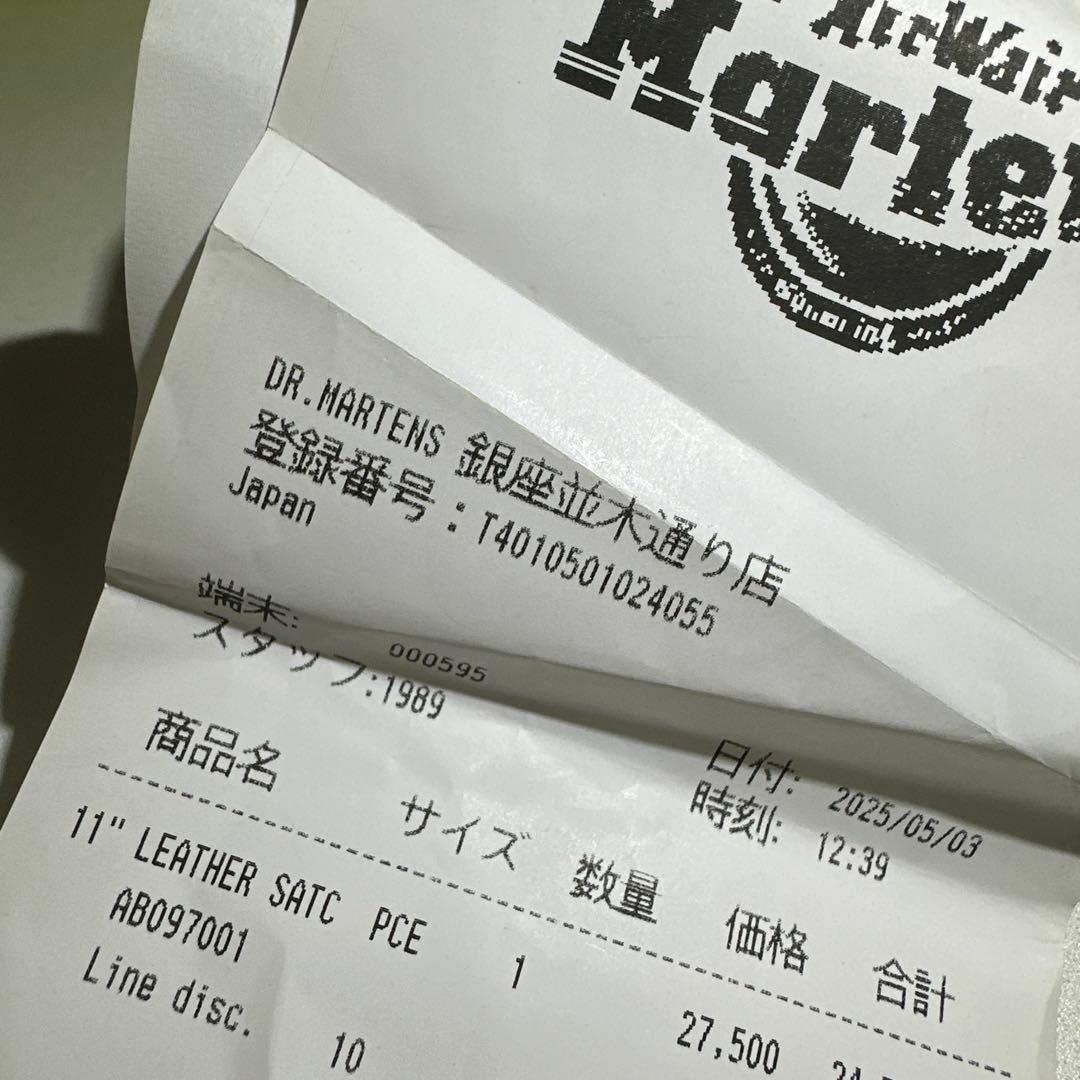 AirWair
Martens
DR.MARTENS 銀座並木通り店
登録番号：T4010501024055
Japan
端末: 000595
スタッフ:1989
日付: 2025/05/03
時刻: 12:39
商品名 サイズ 数量 価格 合計
11" LEATHER SATC PCE 1 27,500
AB097001
Line disc. 10